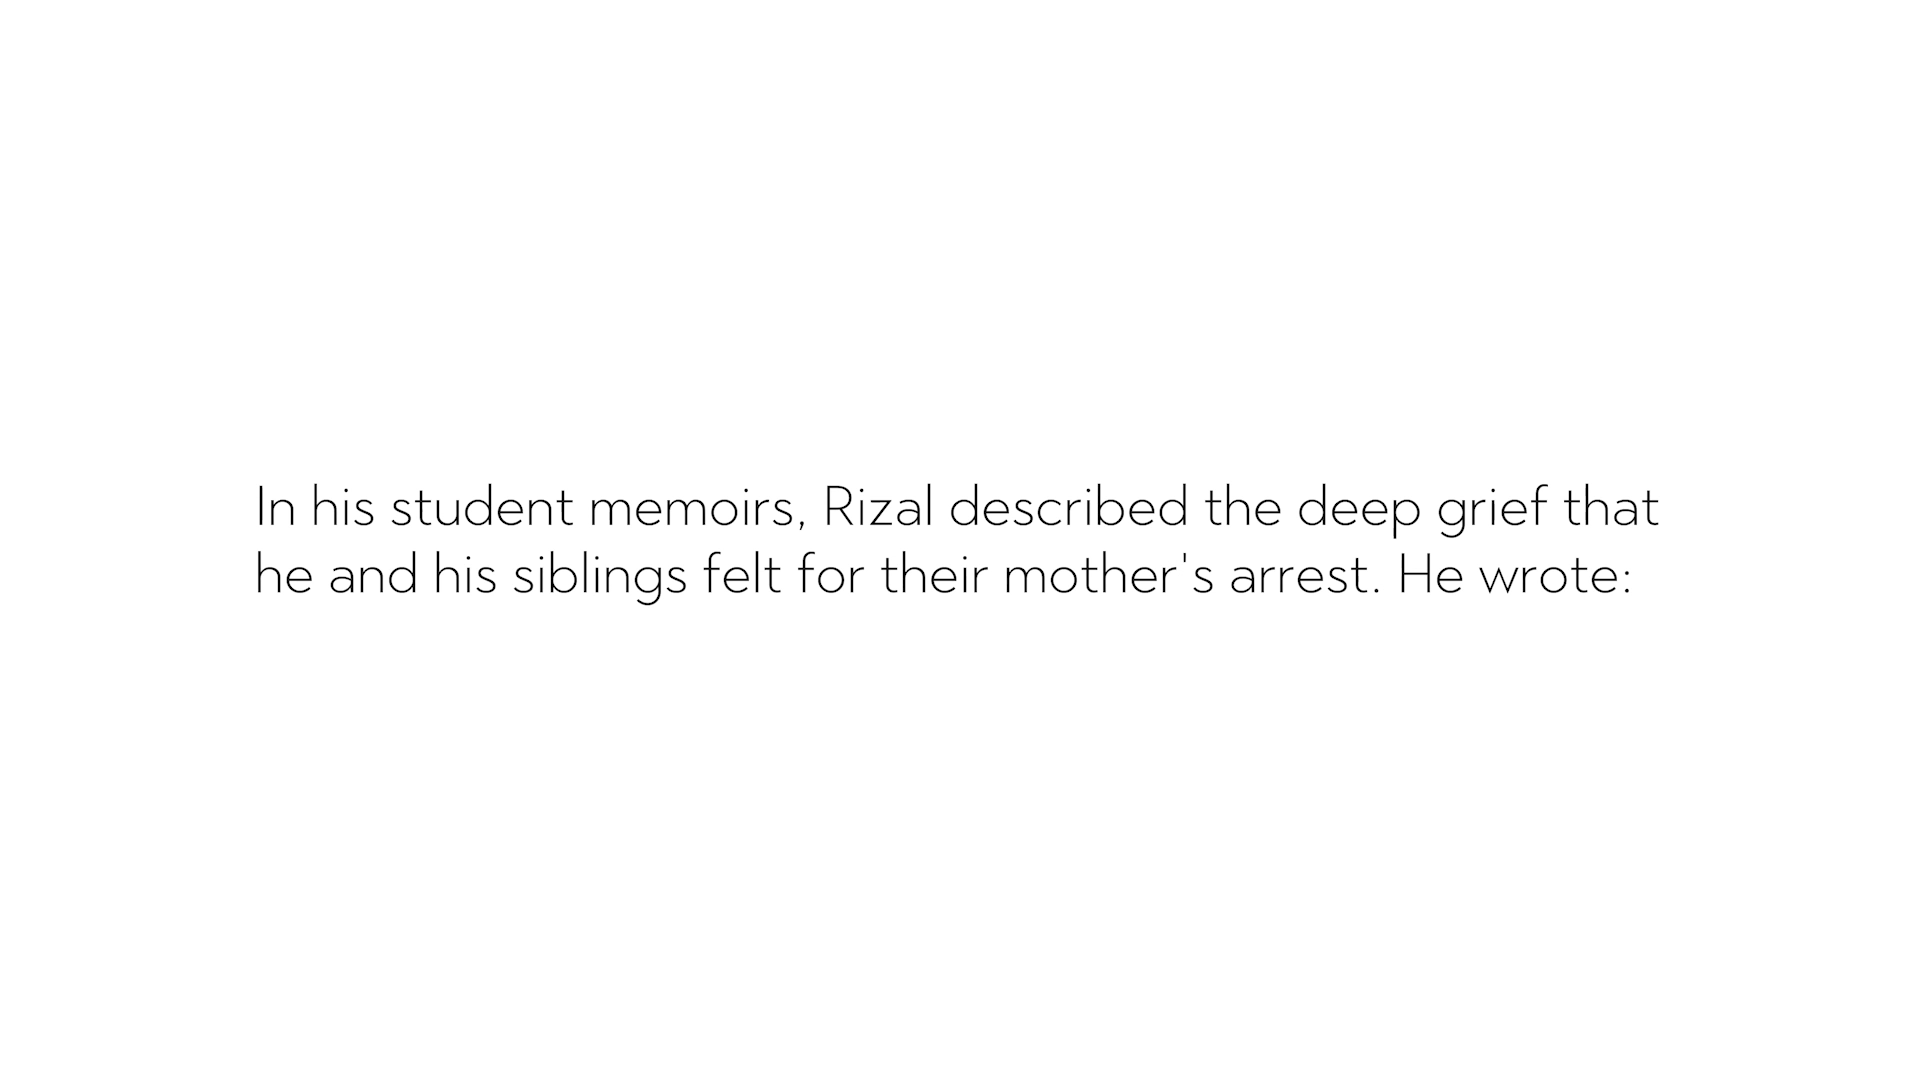 In his student memoirs, Rizal described the deep grief that
he and his siblings felt for their mother's arrest. He wrote: